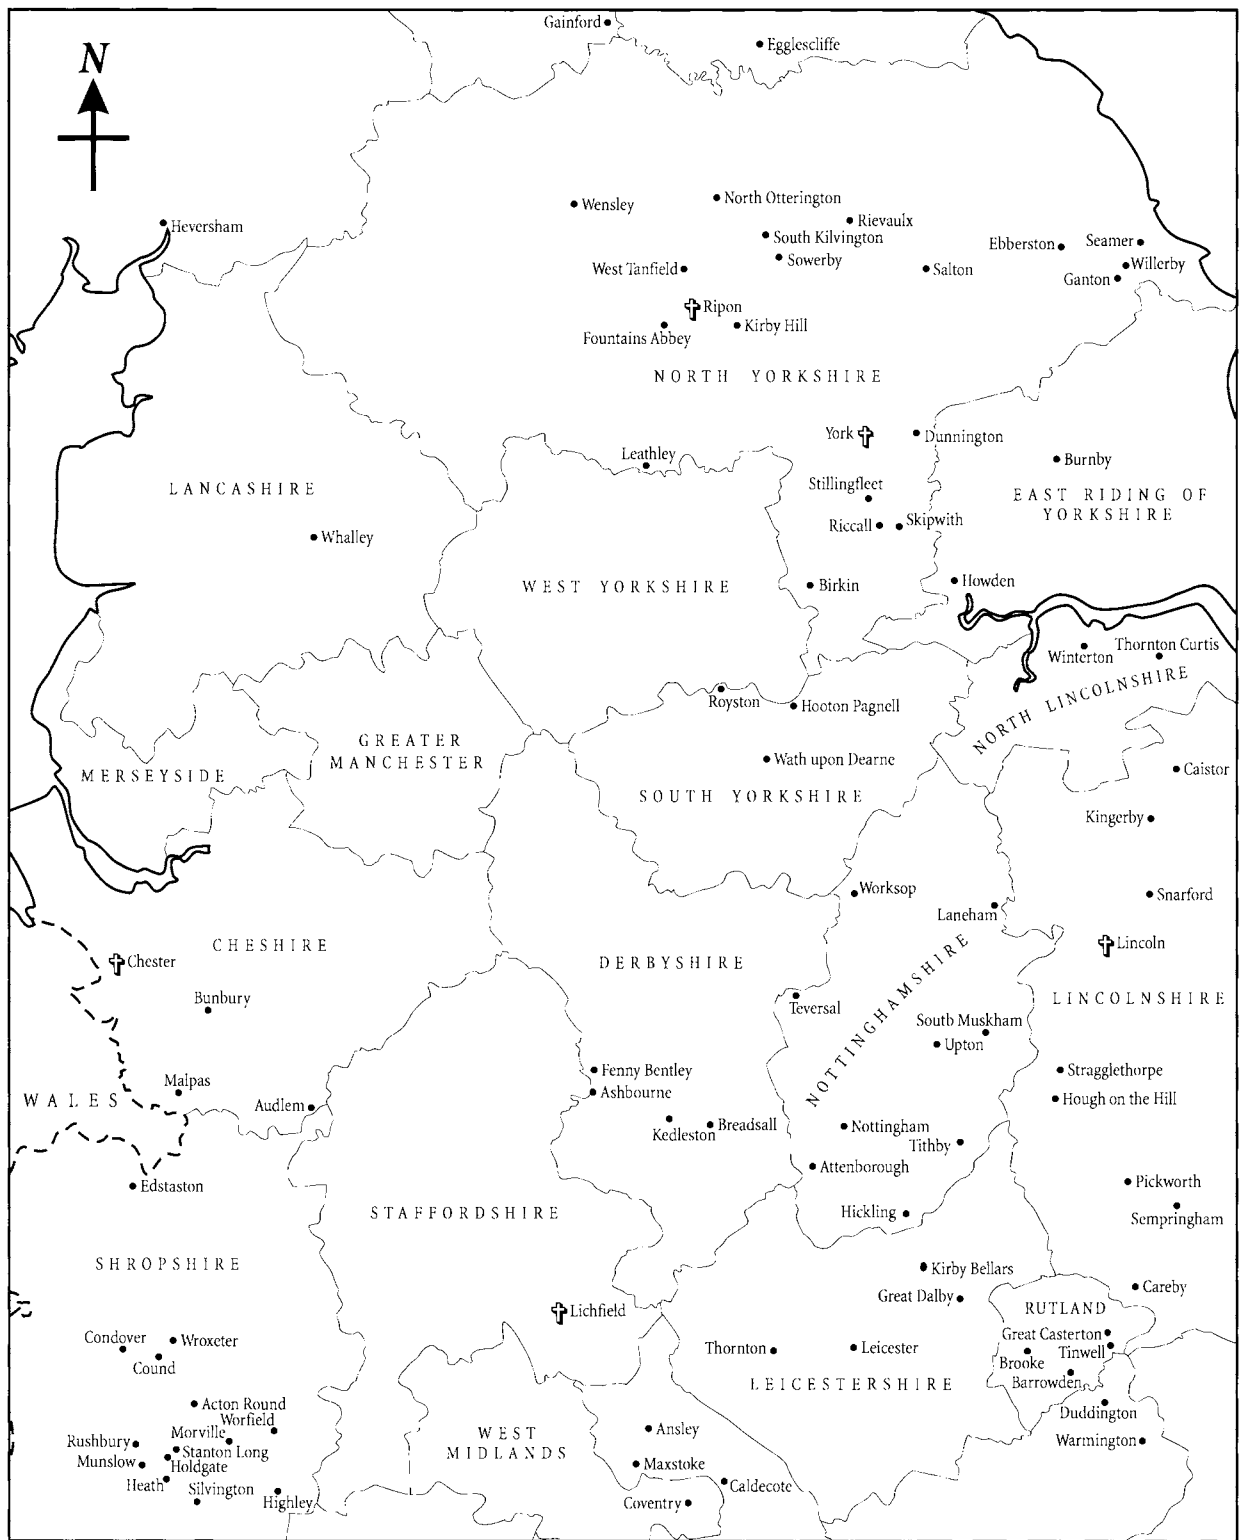 Gainford
Egglescliffe
N
Wensley
North Otterington
Heversham
Rievaulx
South Kilvington
Ebberston
Seamer
Sowerby
West Tanfield
Salton
Willerby
Ganton
Ripon
Kirby Hill
Fountains Abbey
NORTH YORKSHIRE
York
Dunnington
Leathley
Burnby
Stillingfleet
LANCASHIRE
EAST RIDING OF
YORKSHIRE
Riccall
Skipwith
Whalley
WEST YORKSHIRE
Birkin
Howden
Winterton
Thornton Curtis
Royston
Hooton Pagnell
NORTH LINCOLNSHIRE
GREATER
MANCHESTER
MERSEYSIDE
Wath upon Dearne
Caistor
SOUTH YORKSHIRE
Kingerby
Worksop
Snarford
Laneham
CHESHIRE
Lincoln
Chester
DERBYSHIRE
NOTTINGHAMSHIRE
Bunbury
Teversal
LINCOLNSHIRE
South Muskham
Upton
Fenny Bentley
Stragglethorpe
Malpas
Ashbourne
WALES
Audlem
Hough on the Hill
Kedleston
Breadsall
Nottingham
Tithby
Attenborough
Edstaston
Pickworth
STAFFORDSHIRE
Hickling
Sempringham
SHROPSHIRE
Kirby Bellars
Great Dalby
Careby
Lichfield
RUTLAND
Condover
Wroxeter
Great Casterton
Cound
Thornton
Leicester
Tinwell
Brooke
Barrowden
LEICESTERSHIRE
Acton Round
Worfield
Duddington
Morville
Rushbury
Stanton Long
WEST
MIDLANDS
Ansley
Warmington
Munslow
Holdgate
Maxstoke
Heath
Silvington
Caldecote
Highley
Coventry